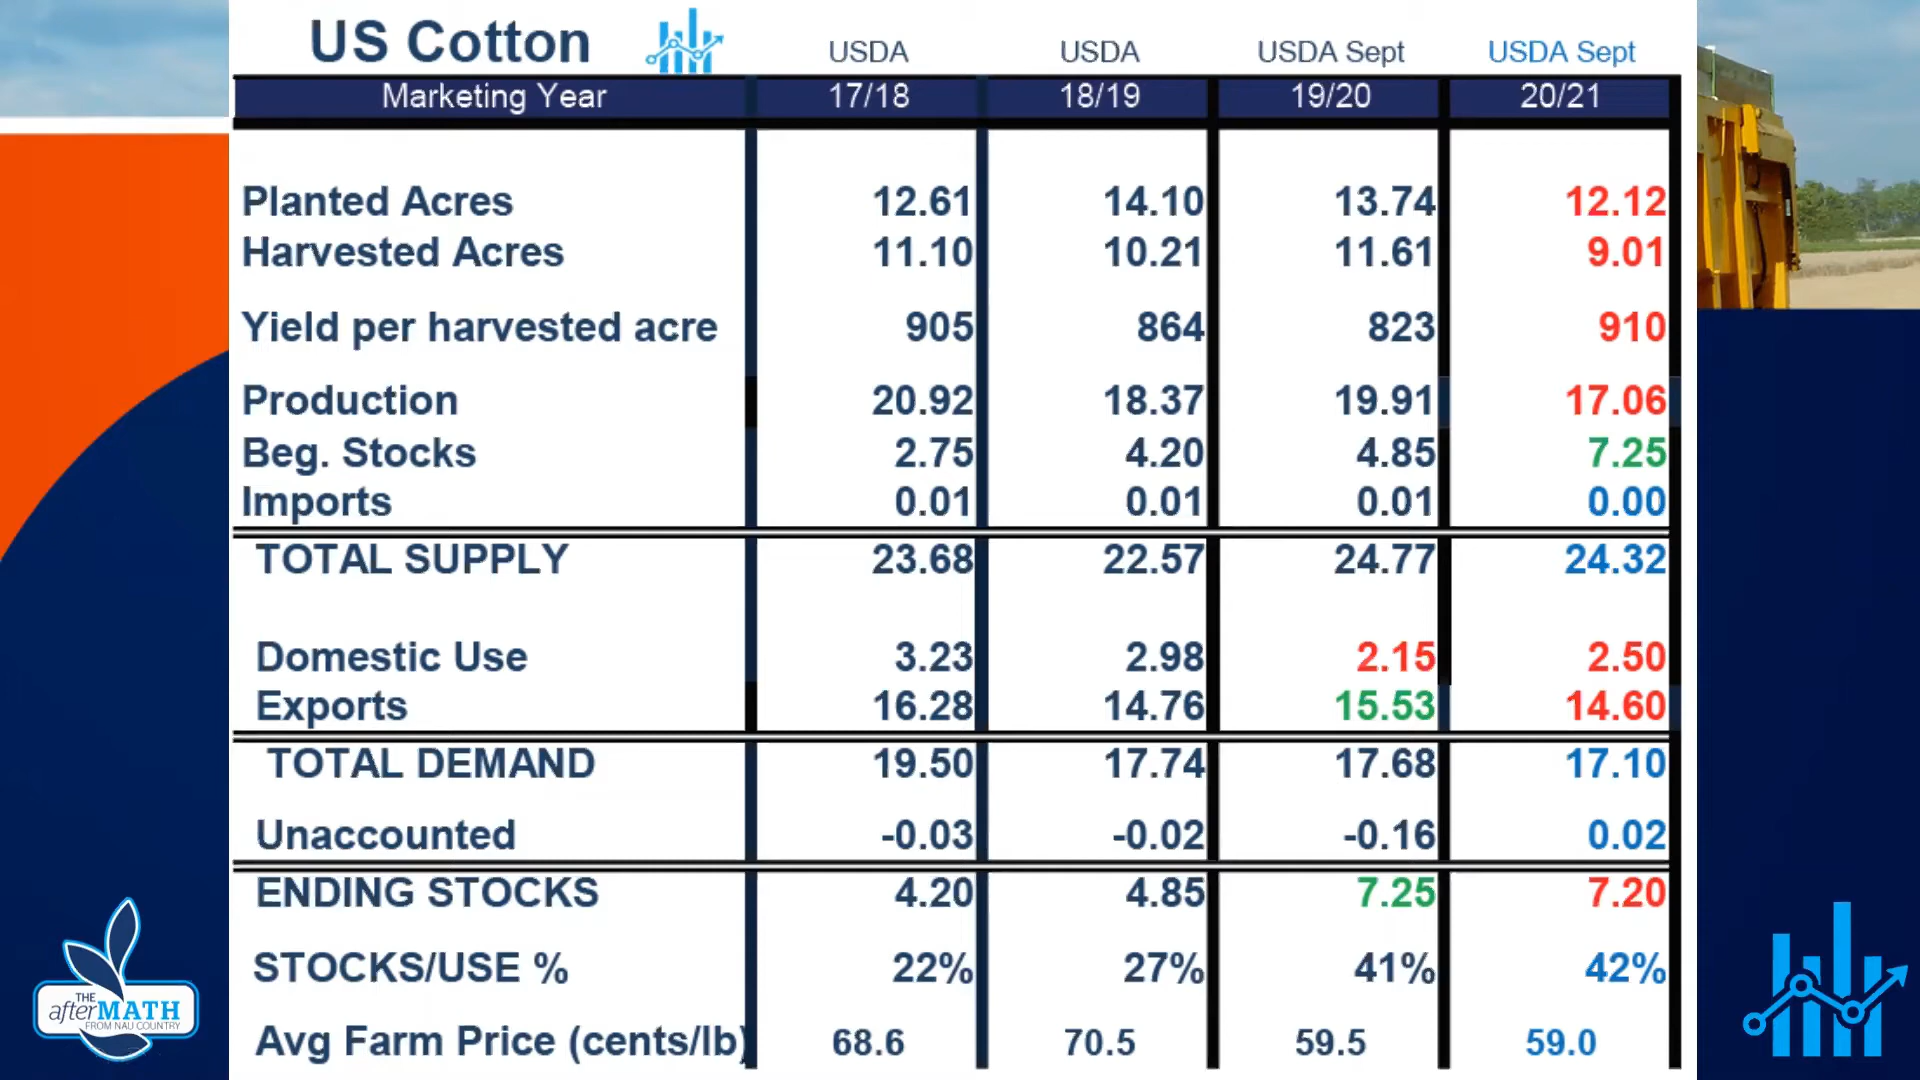 US Cotton USDA USDA USDA Sept USDA Sept
Marketing Year 17/18 18/19 19/20 20/21
Planted Acres 12.61 14.10 13.74 12.12
Harvested Acres 11.10 10.21 11.61 9.01
Yield per harvested acre 905 864 823 910
Production 20.92 18.37 19.91 17.06
Beg. Stocks 2.75 4.20 4.85 7.25
Imports 0.01 0.01 0.01 0.00
TOTAL SUPPLY 23.68 22.57 24.77 24.32
Domestic Use 3.23 2.98 2.15 2.50
Exports 16.28 14.76 15.53 14.60
TOTAL DEMAND 19.50 17.74 17.68 17.10
Unaccounted -0.03 -0.02 -0.16 0.02
ENDING STOCKS 4.20 4.85 7.25 7.20
STOCKS/USE % 22% 27% 41% 42%
Avg Farm Price (cents/lb) 68.6 70.5 59.5 59.0
THE
afterMATH
FROM NAU COUNTRY